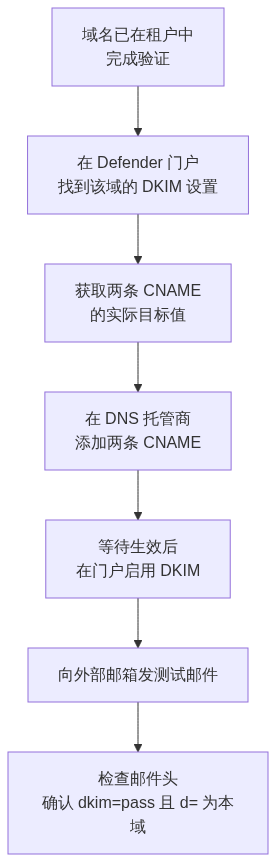 域名已在租户中
完成验证
在 Defender 门户
找到该域的 DKIM 设置
获取两条 CNAME
的实际目标值
在 DNS 托管商
添加两条 CNAME
等待生效后
在门户启用 DKIM
向外部邮箱发测试邮件
检查邮件头
确认 dkim=pass 且 d= 为本
域